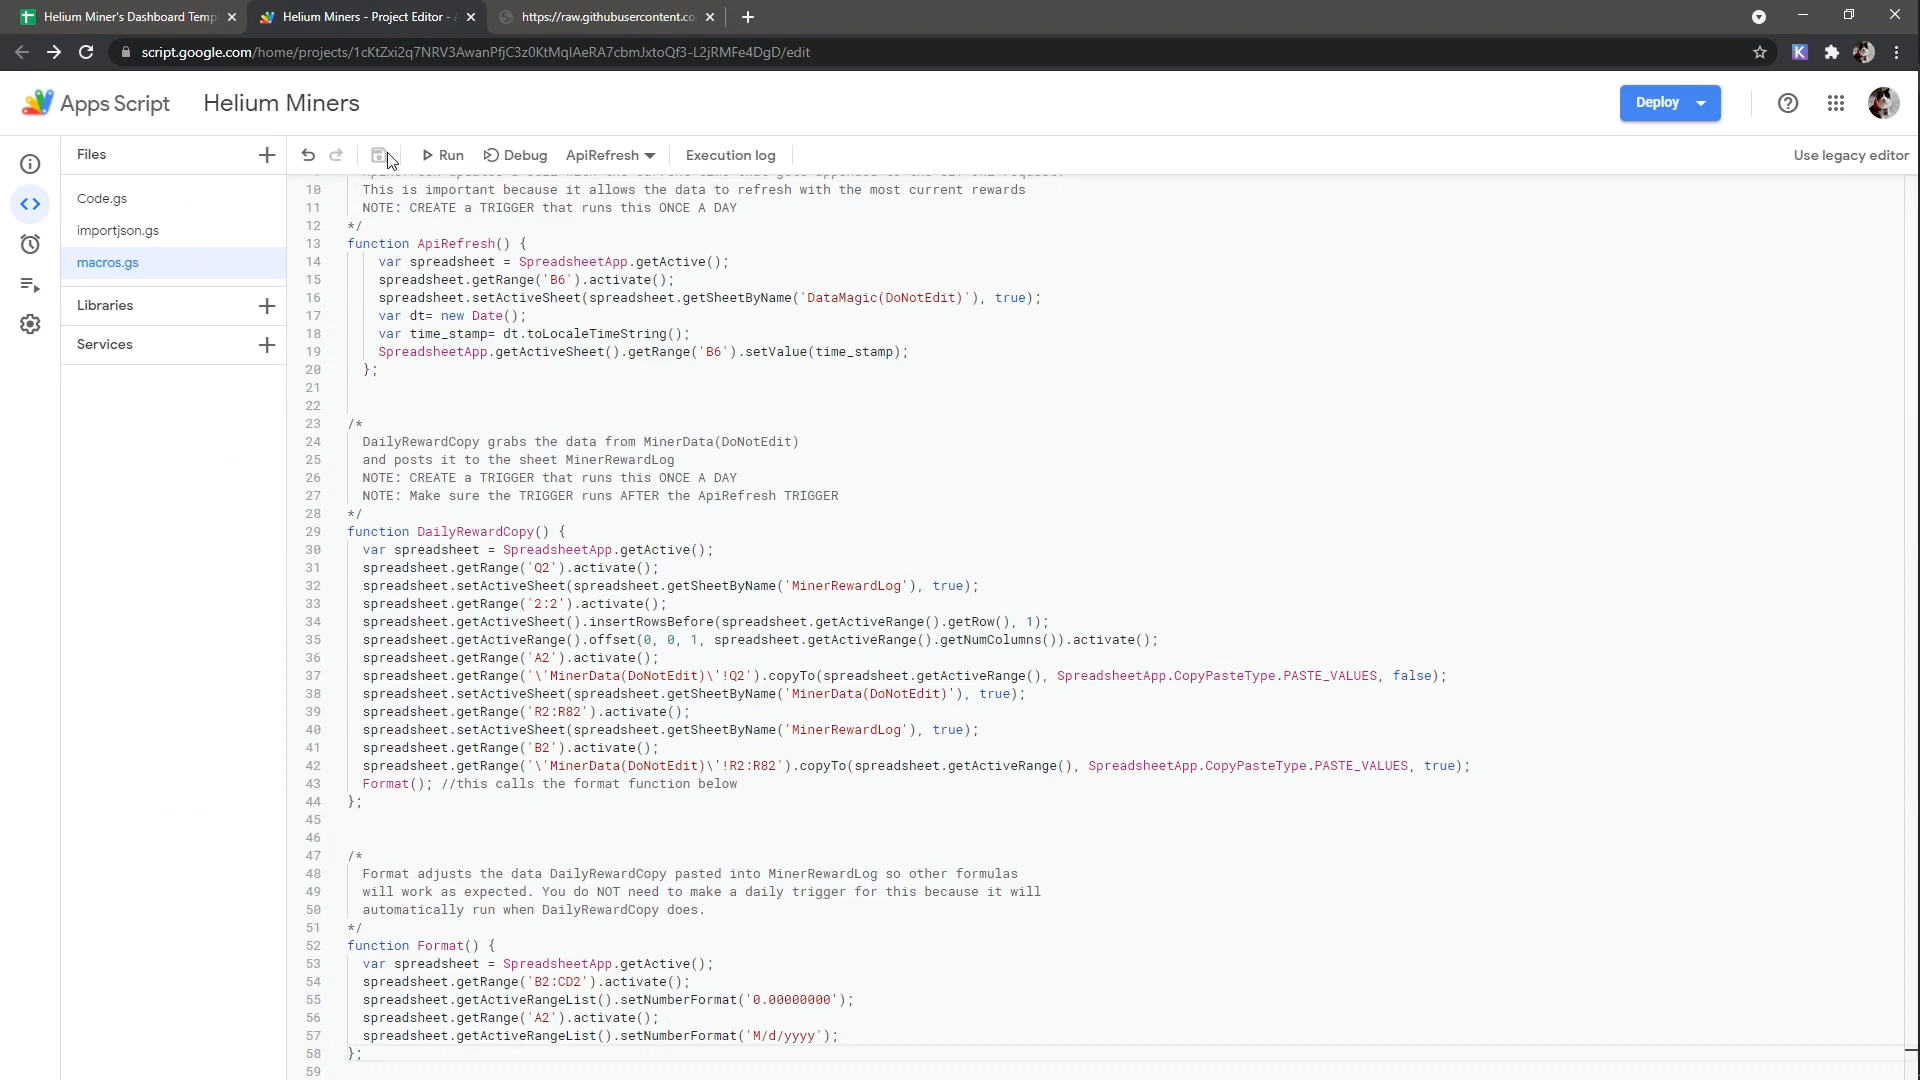 Helium Miner's Dashboard Temp
Helium Miners - Project Editor - A
https://raw.githubusercontent.co
script.google.com/home/projects/1cKtZxi2q7NRV3AwanPfjC3z0KtMqIAeRA7cbmJxtoQf3-L2jRMFe4DgD/edit
Apps Script
Helium Miners
Deploy
Files
Run
Debug
ApiRefresh
Execution log
Use legacy editor
Code.gs
importjson.gs
macros.gs
Libraries
Services
10 This is important because it allows the data to refresh with the most current rewards
11 NOTE: CREATE a TRIGGER that runs this ONCE A DAY
12 */
13 function ApiRefresh() {
14 var spreadsheet = SpreadsheetApp.getActive();
15 spreadsheet.getRange('B6').activate();
16 spreadsheet.setActiveSheet(spreadsheet.getSheetByName('DataMagic(DoNotEdit)'), true);
17 var dt= new Date();
18 var time_stamp= dt.toLocaleTimeString();
19 SpreadsheetApp.getActiveSheet().getRange('B6').setValue(time_stamp);
20 };
21
22
23 /*
24 DailyRewardCopy grabs the data from MinerData(DoNotEdit)
25 and posts it to the sheet MinerRewardLog
26 NOTE: CREATE a TRIGGER that runs this ONCE A DAY
27 NOTE: Make sure the TRIGGER runs AFTER the ApiRefresh TRIGGER
28 */
29 function DailyRewardCopy() {
30 var spreadsheet = SpreadsheetApp.getActive();
31 spreadsheet.getRange('Q2').activate();
32 spreadsheet.setActiveSheet(spreadsheet.getSheetByName('MinerRewardLog'), true);
33 spreadsheet.getRange('2:2').activate();
34 spreadsheet.getActiveSheet().insertRowsBefore(spreadsheet.getActiveRange().getRow(), 1);
35 spreadsheet.getActiveRange().offset(0, 0, 1, spreadsheet.getActiveRange().getNumColumns()).activate();
36 spreadsheet.getRange('A2').activate();
37 spreadsheet.getRange('\'MinerData(DoNotEdit)\'!Q2').copyTo(spreadsheet.getActiveRange(), SpreadsheetApp.CopyPasteType.PASTE_VALUES, false);
38 spreadsheet.setActiveSheet(spreadsheet.getSheetByName('MinerData(DoNotEdit)'), true);
39 spreadsheet.getRange('R2:R82').activate();
40 spreadsheet.setActiveSheet(spreadsheet.getSheetByName('MinerRewardLog'), true);
41 spreadsheet.getRange('B2').activate();
42 spreadsheet.getRange('\'MinerData(DoNotEdit)\'!R2:R82').copyTo(spreadsheet.getActiveRange(), SpreadsheetApp.CopyPasteType.PASTE_VALUES, true);
43 Format(); //this calls the format function below
44 };
45
46
47 /*
48 Format adjusts the data DailyRewardCopy pasted into MinerRewardLog so other formulas
49 will work as expected. You do NOT need to make a daily trigger for this because it will
50 automatically run when DailyRewardCopy does.
51 */
52 function Format() {
53 var spreadsheet = SpreadsheetApp.getActive();
54 spreadsheet.getRange('B2:CD2').activate();
55 spreadsheet.getActiveRangeList().setNumberFormat('0.00000000');
56 spreadsheet.getRange('A2').activate();
57 spreadsheet.getActiveRangeList().setNumberFormat('M/d/yyyy');
58 };
59